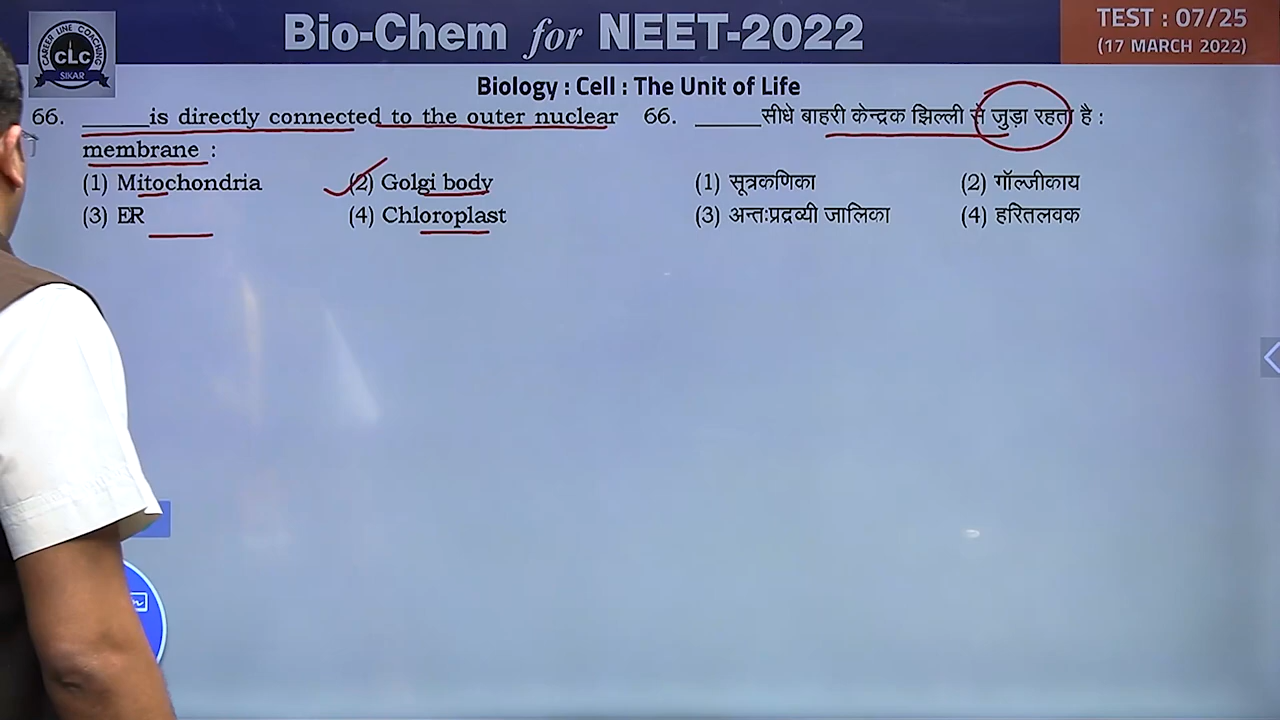 Bio-Chem for NEET-2022
TEST : 07/25
(17 MARCH 2022)
CAREER LINE COACHING
CLC
SIKAR
Biology : Cell : The Unit of Life
66. _____is directly connected to the outer nuclear
membrane :
(1) Mitochondria (2) Golgi body
(3) ER (4) Chloroplast
66. _____सीधे बाहरी केन्द्रक झिल्ली से जुड़ा रहता है :
(1) सूत्रकणिका (2) गॉल्जीकाय
(3) अन्तःप्रद्रव्यी जालिका (4) हरितलवक